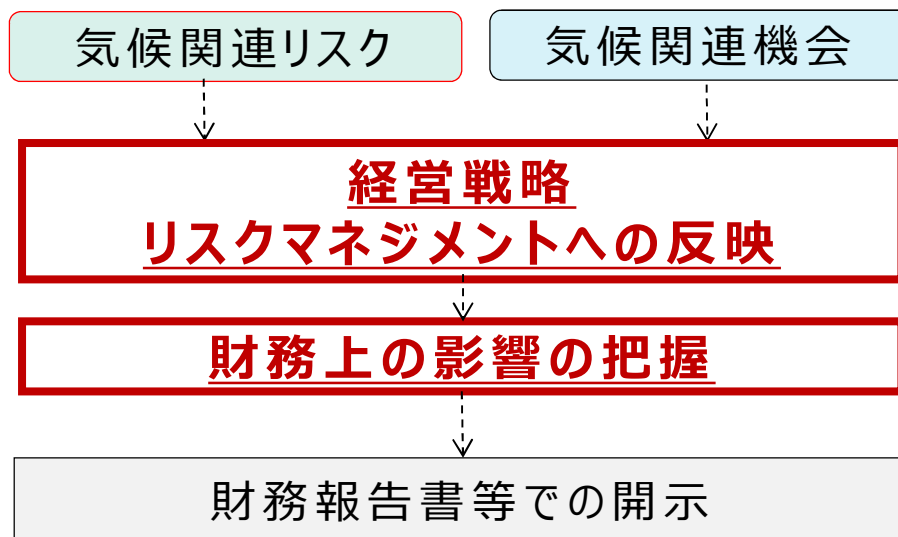 気候関連リスク
気候関連機会
経営戦略
リスクマネジメントへの反映
財務上の影響の把握
財務報告書等での開示